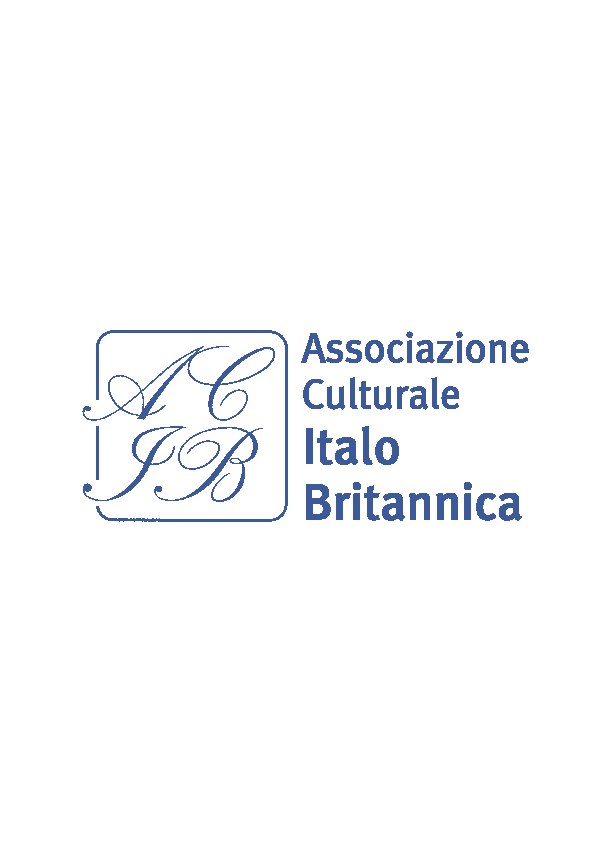 AC
IB
Associazione
Culturale
Italo
Britannica